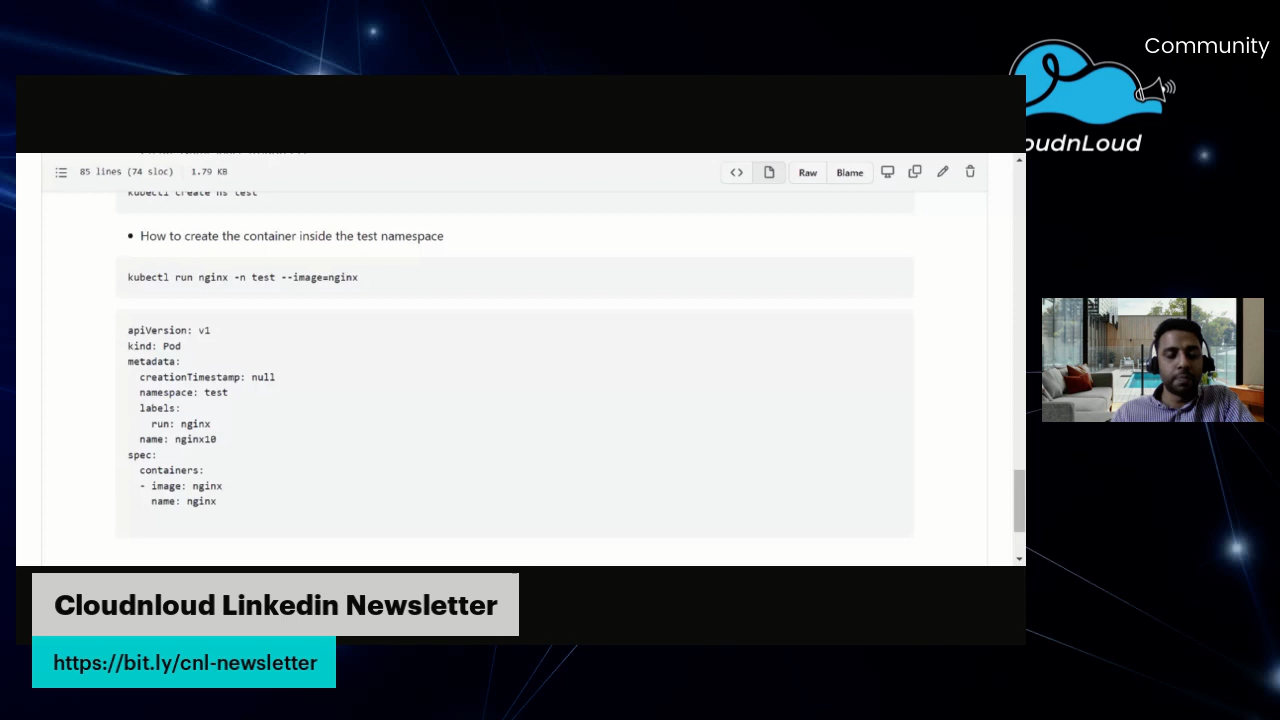 Community
oudnLoud
85 lines (74 sloc) 1.79 KB
Raw Blame
kubectl create ns test
• How to create the container inside the test namespace
kubectl run nginx -n test --image=nginx
apiVersion: v1
kind: Pod
metadata:
  creationTimestamp: null
  namespace: test
  labels:
    run: nginx
  name: nginx10
spec:
  containers:
  - image: nginx
    name: nginx
Cloudnloud Linkedin Newsletter
https://bit.ly/cnl-newsletter